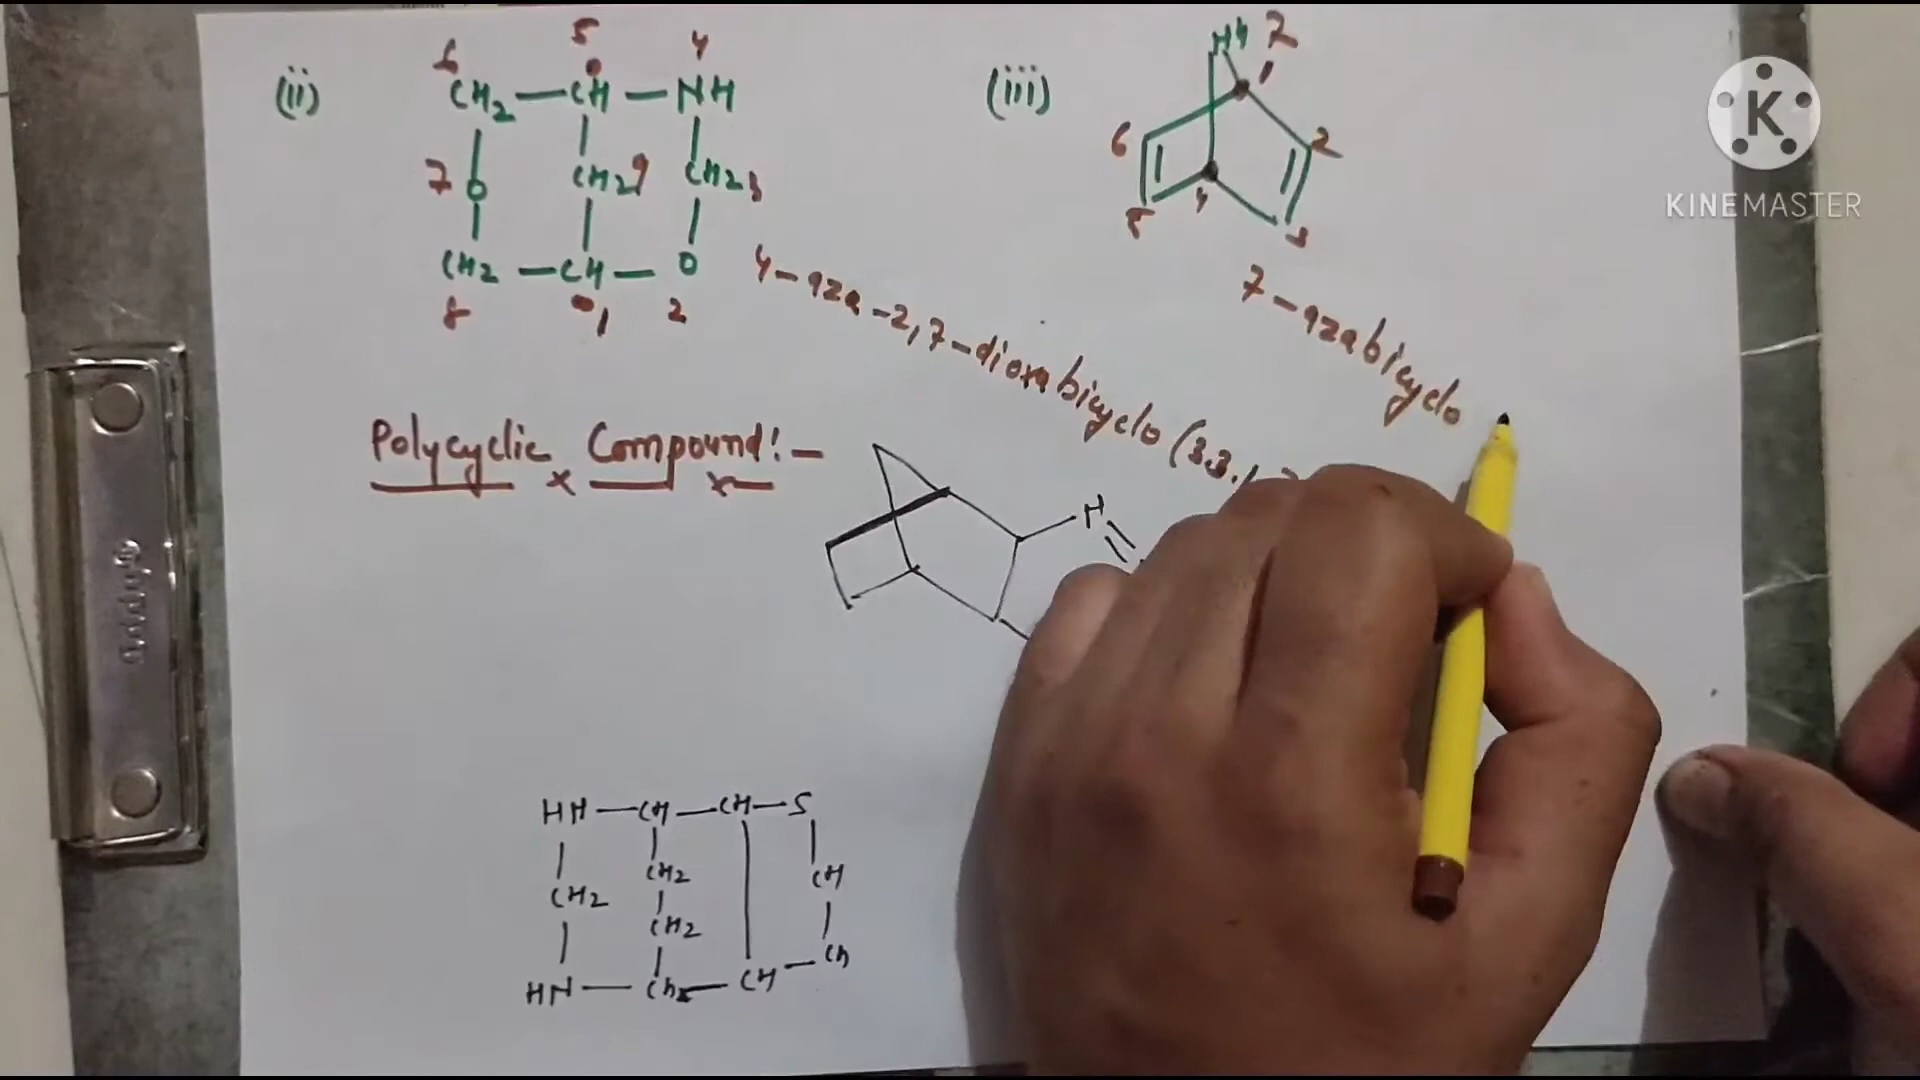 (ii)
6 5 4
CH2 — CH — NH
7 O CH2 9 CH2 3
CH2 — CH — O
8 1 2
4-aza-2,7-dioxabicyclo (3.3.1
(iii)
NH 7
1
6 2
5 4 3
7-azabicyclo
Polycyclic Compound:-
N
HN — CH — CH — S
CH2 CH2 CH
CH2
HN — CH — CH — CH
K
KINEMASTER